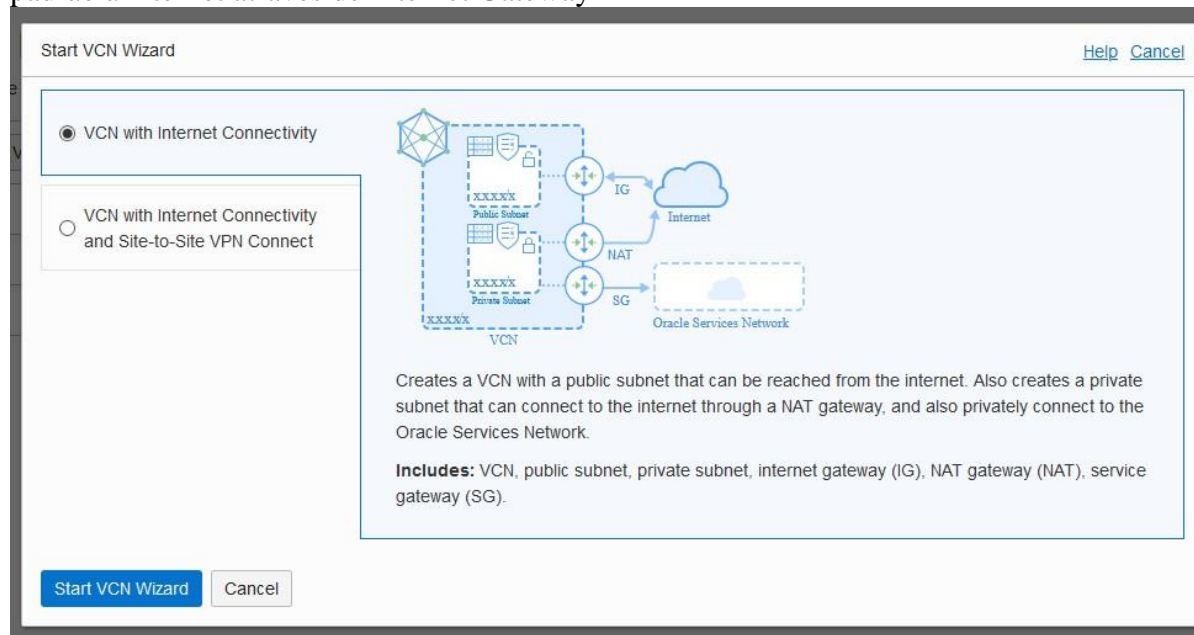 Start VCN Wizard
Help Cancel
VCN with Internet Connectivity
VCN with Internet Connectivity
and Site-to-Site VPN Connect
xxxx/x
Public Subnet
IG
Internet
NAT
xxxx/x
Private Subnet
SG
xxxx/x
Oracle Services Network
VCN
Creates a VCN with a public subnet that can be reached from the internet. Also creates a private
subnet that can connect to the internet through a NAT gateway, and also privately connect to the
Oracle Services Network.
Includes: VCN, public subnet, private subnet, internet gateway (IG), NAT gateway (NAT), service
gateway (SG).
Start VCN Wizard
Cancel